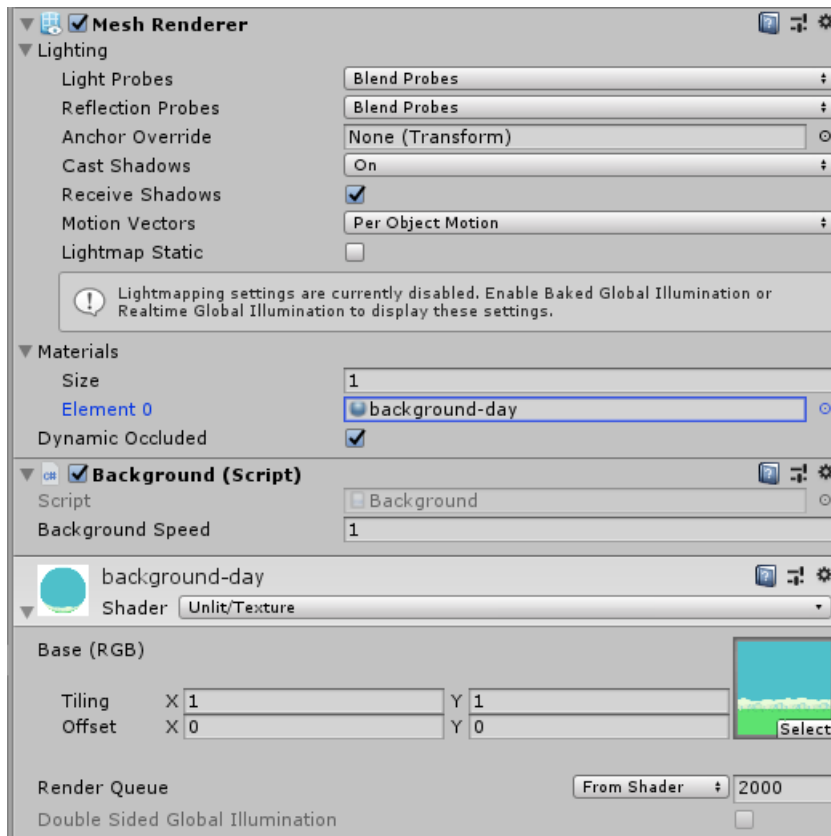 Mesh Renderer
Lighting
Light Probes Blend Probes
Reflection Probes Blend Probes
Anchor Override None (Transform)
Cast Shadows On
Receive Shadows
Motion Vectors Per Object Motion
Lightmap Static
Lightmapping settings are currently disabled. Enable Baked Global Illumination or
Realtime Global Illumination to display these settings.
Materials
Size 1
Element 0 background-day
Dynamic Occluded
c# Background (Script)
Script Background
Background Speed 1
background-day
Shader Unlit/Texture
Base (RGB)
Tiling X 1 Y 1
Offset X 0 Y 0
Select
Render Queue From Shader 2000
Double Sided Global Illumination